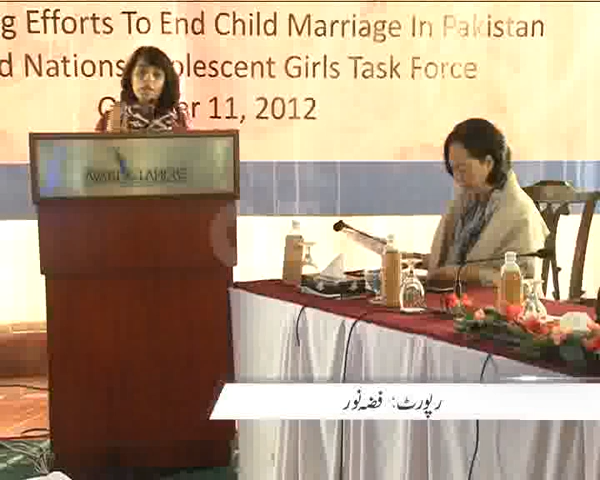 g Efforts To End Child Marriage In Pakistan
d Nations Adolescent Girls Task Force
October 11, 2012
AVARI LAHORE
رپورٹ: فضہ نور